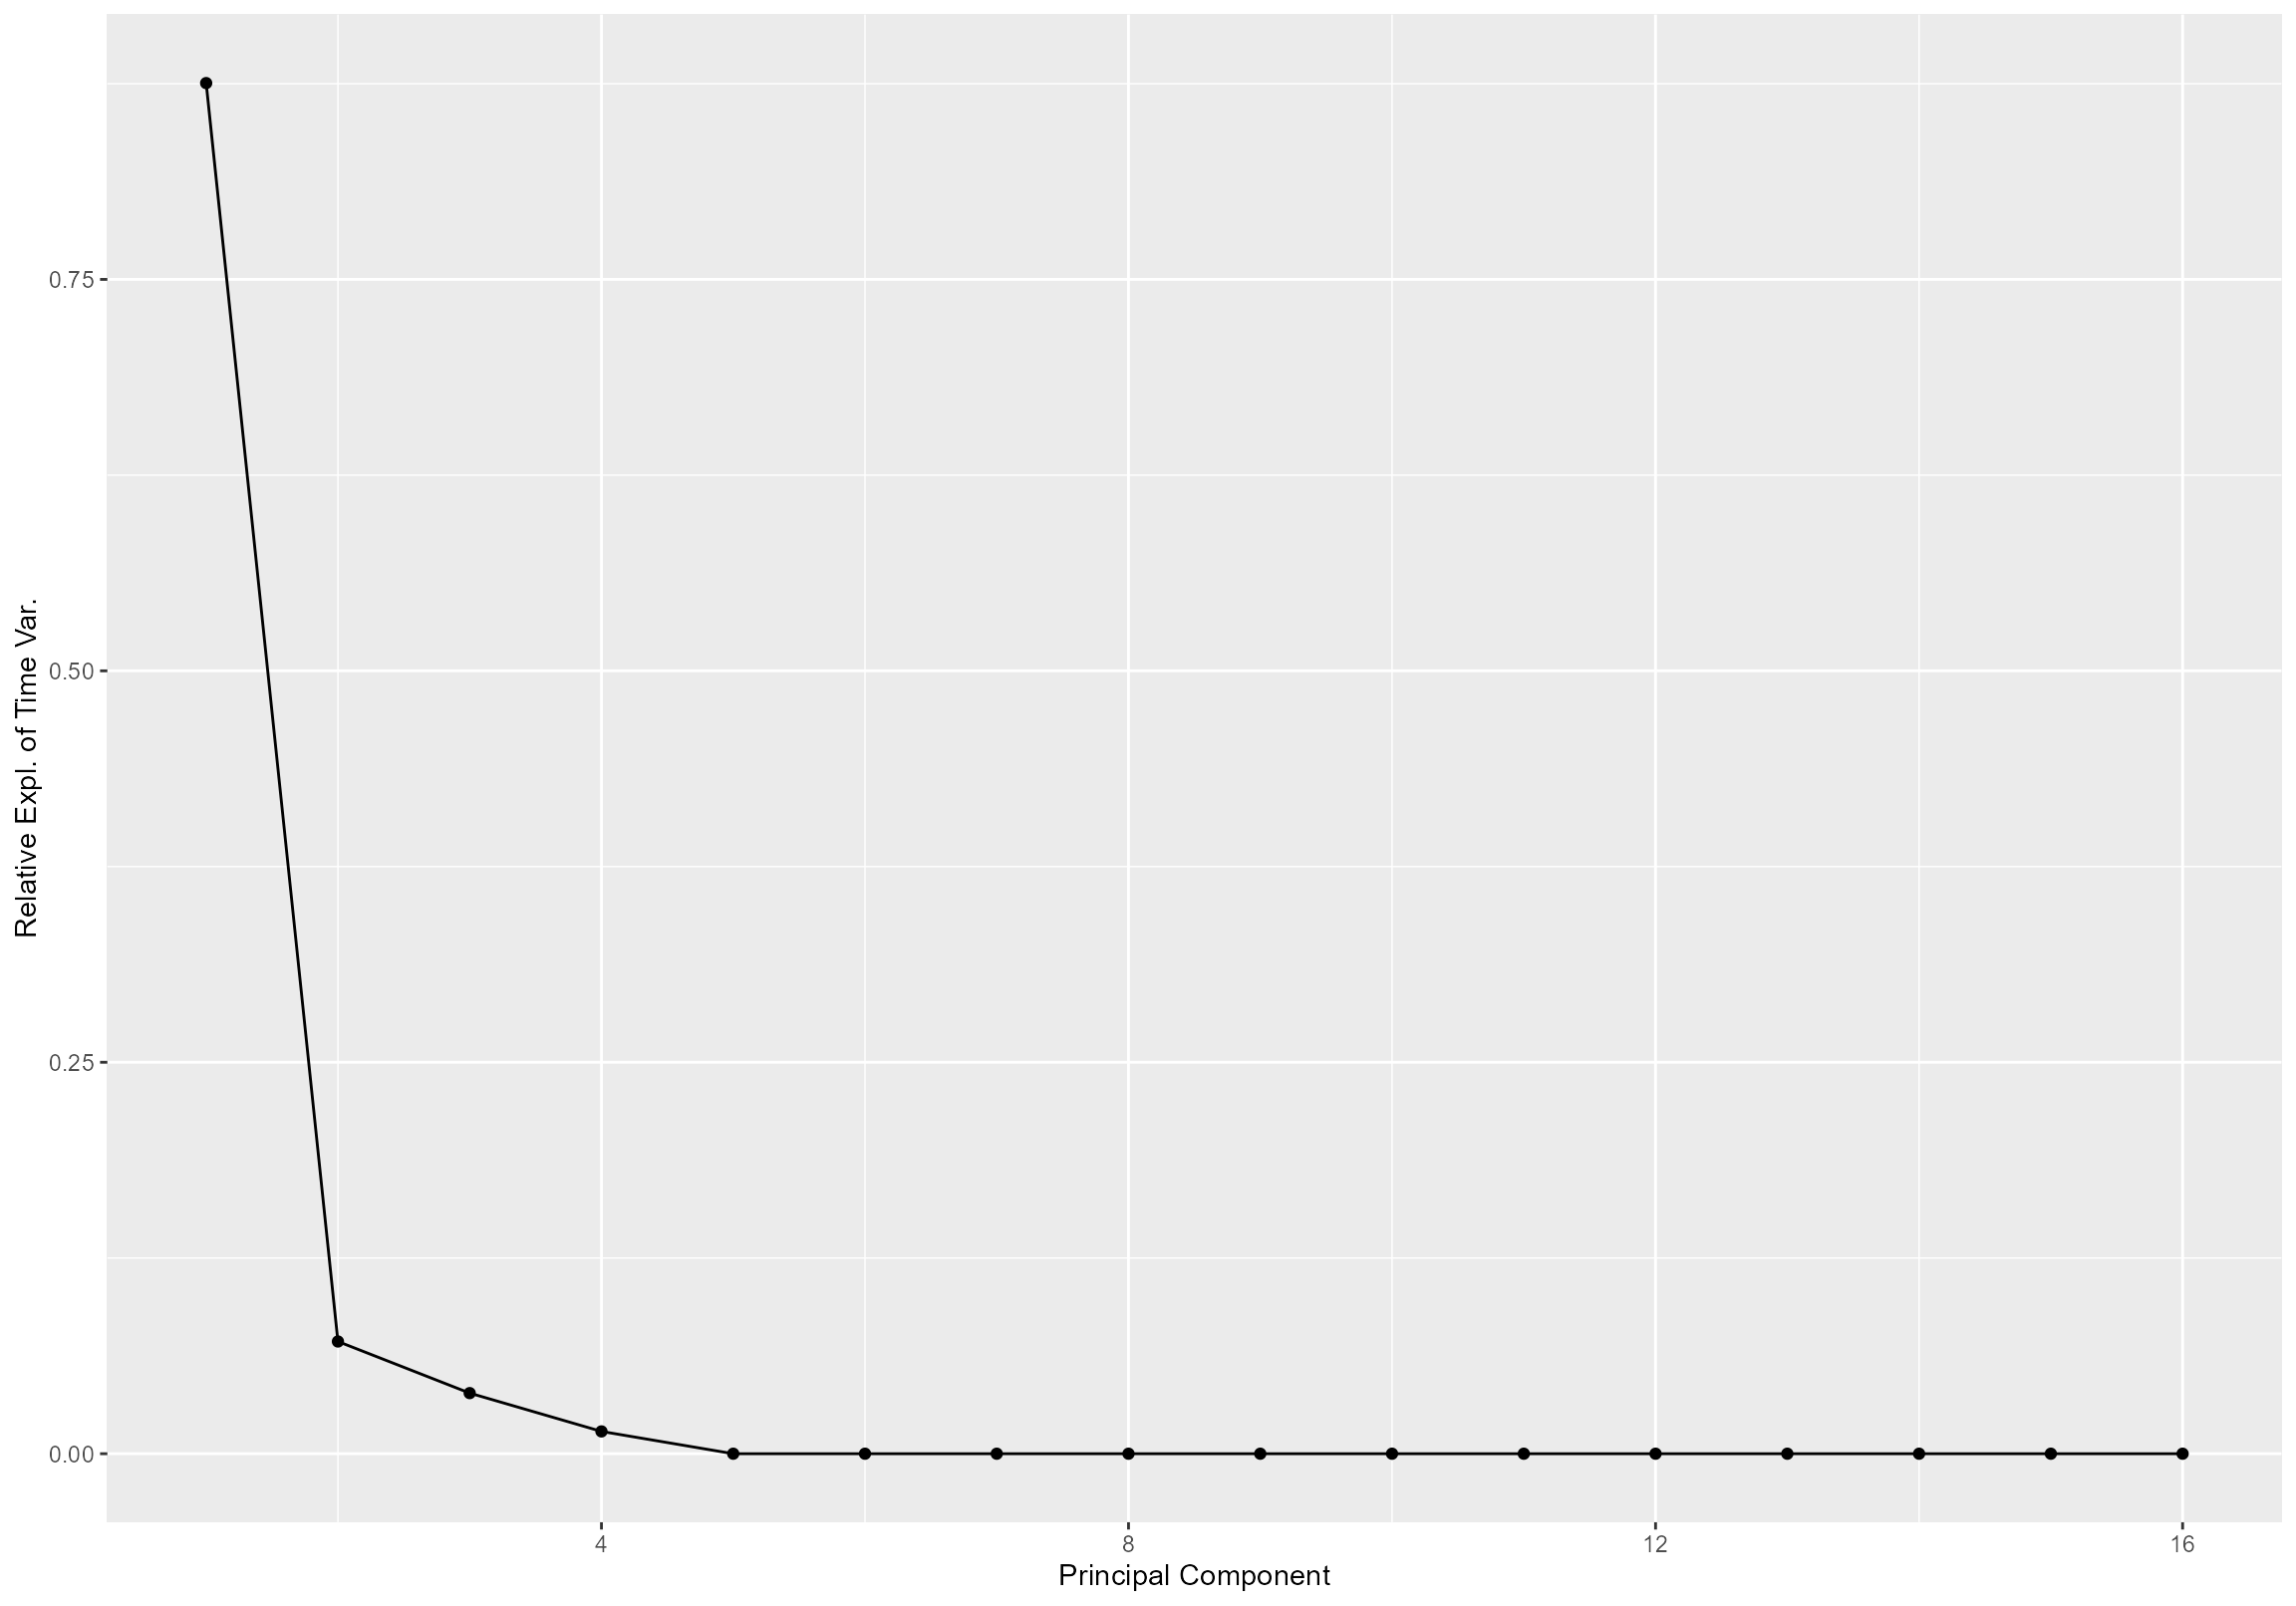 Relative Expl. of Time Var.
0.75
0.50
0.25
0.00
4 8 12 16
Principal Component